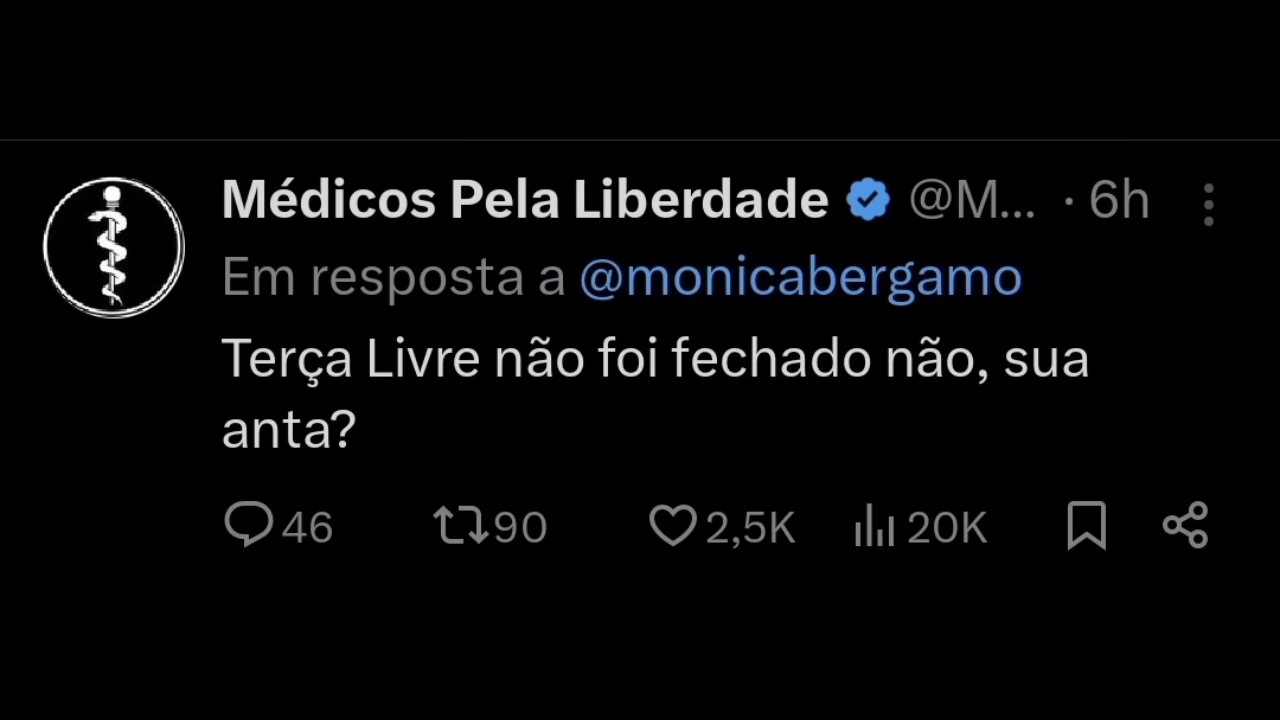 Médicos Pela Liberdade @M... · 6h
Em resposta a @monicabergamo
Terça Livre não foi fechado não, sua
anta?
46 90 2,5K 20K